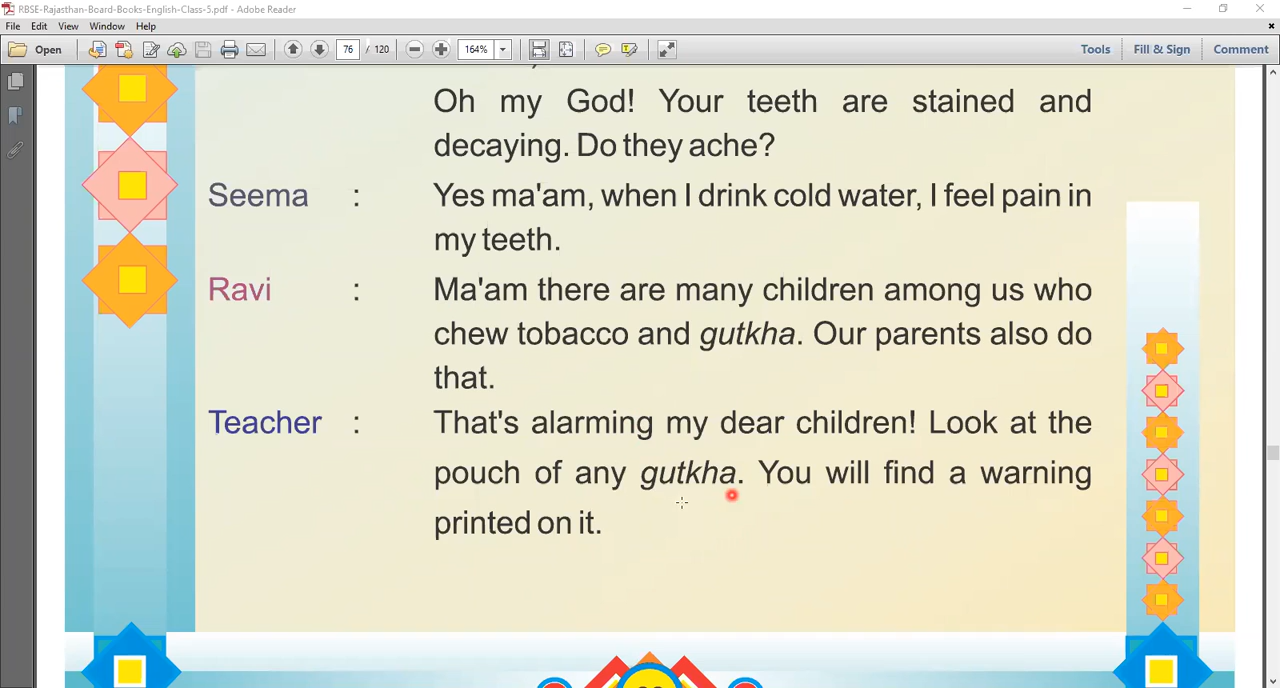 RBSE-Rajasthan-Board-Books-English-Class-5.pdf - Adobe Reader
File Edit View Window Help
Open 76 / 120 164% Tools Fill & Sign Comment
Oh my God! Your teeth are stained and
decaying. Do they ache?
Seema : Yes ma'am, when I drink cold water, I feel pain in
my teeth.
Ravi : Ma'am there are many children among us who
chew tobacco and gutkha. Our parents also do
that.
Teacher : That's alarming my dear children! Look at the
pouch of any gutkha. You will find a warning
printed on it.